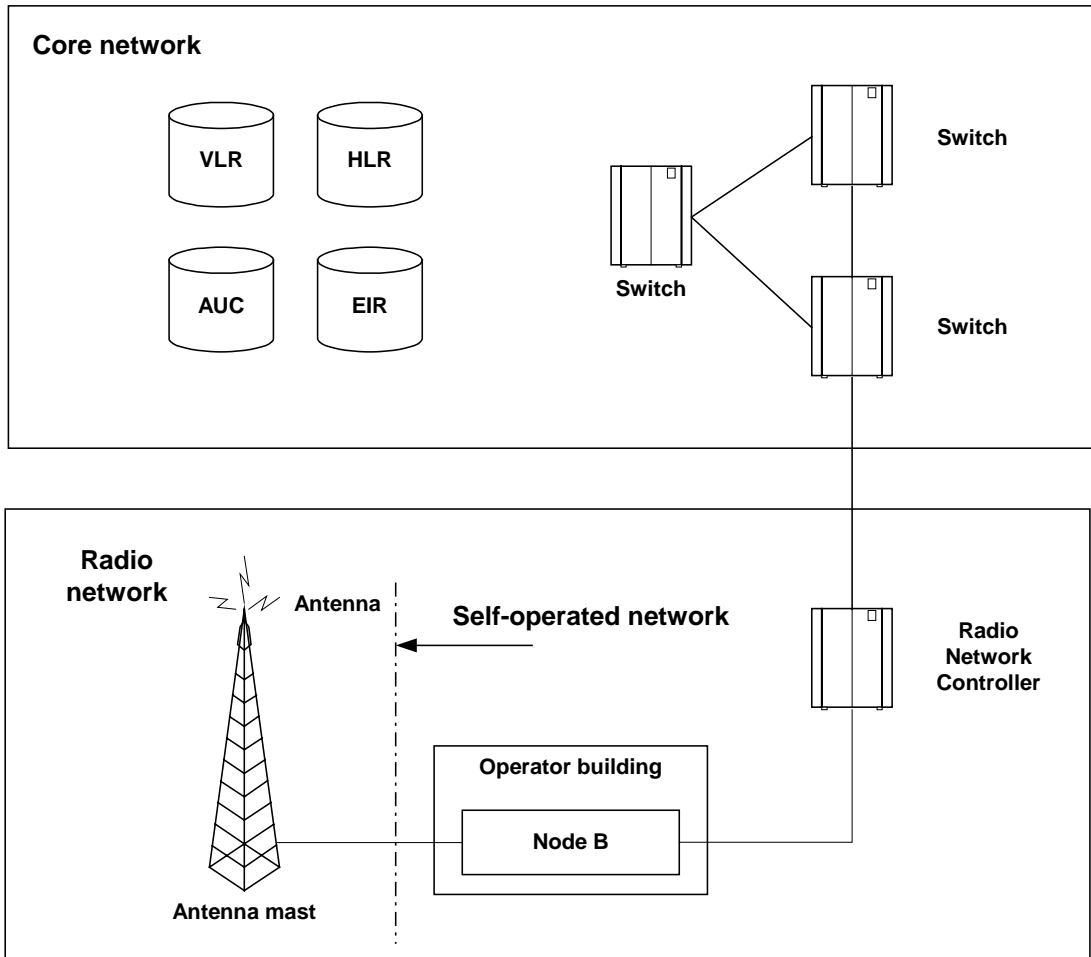 Core network
VLR
HLR
AUC
EIR
Switch
Switch
Switch
Radio
network
Antenna
Self-operated network
Radio
Network
Controller
Operator building
Node B
Antenna mast